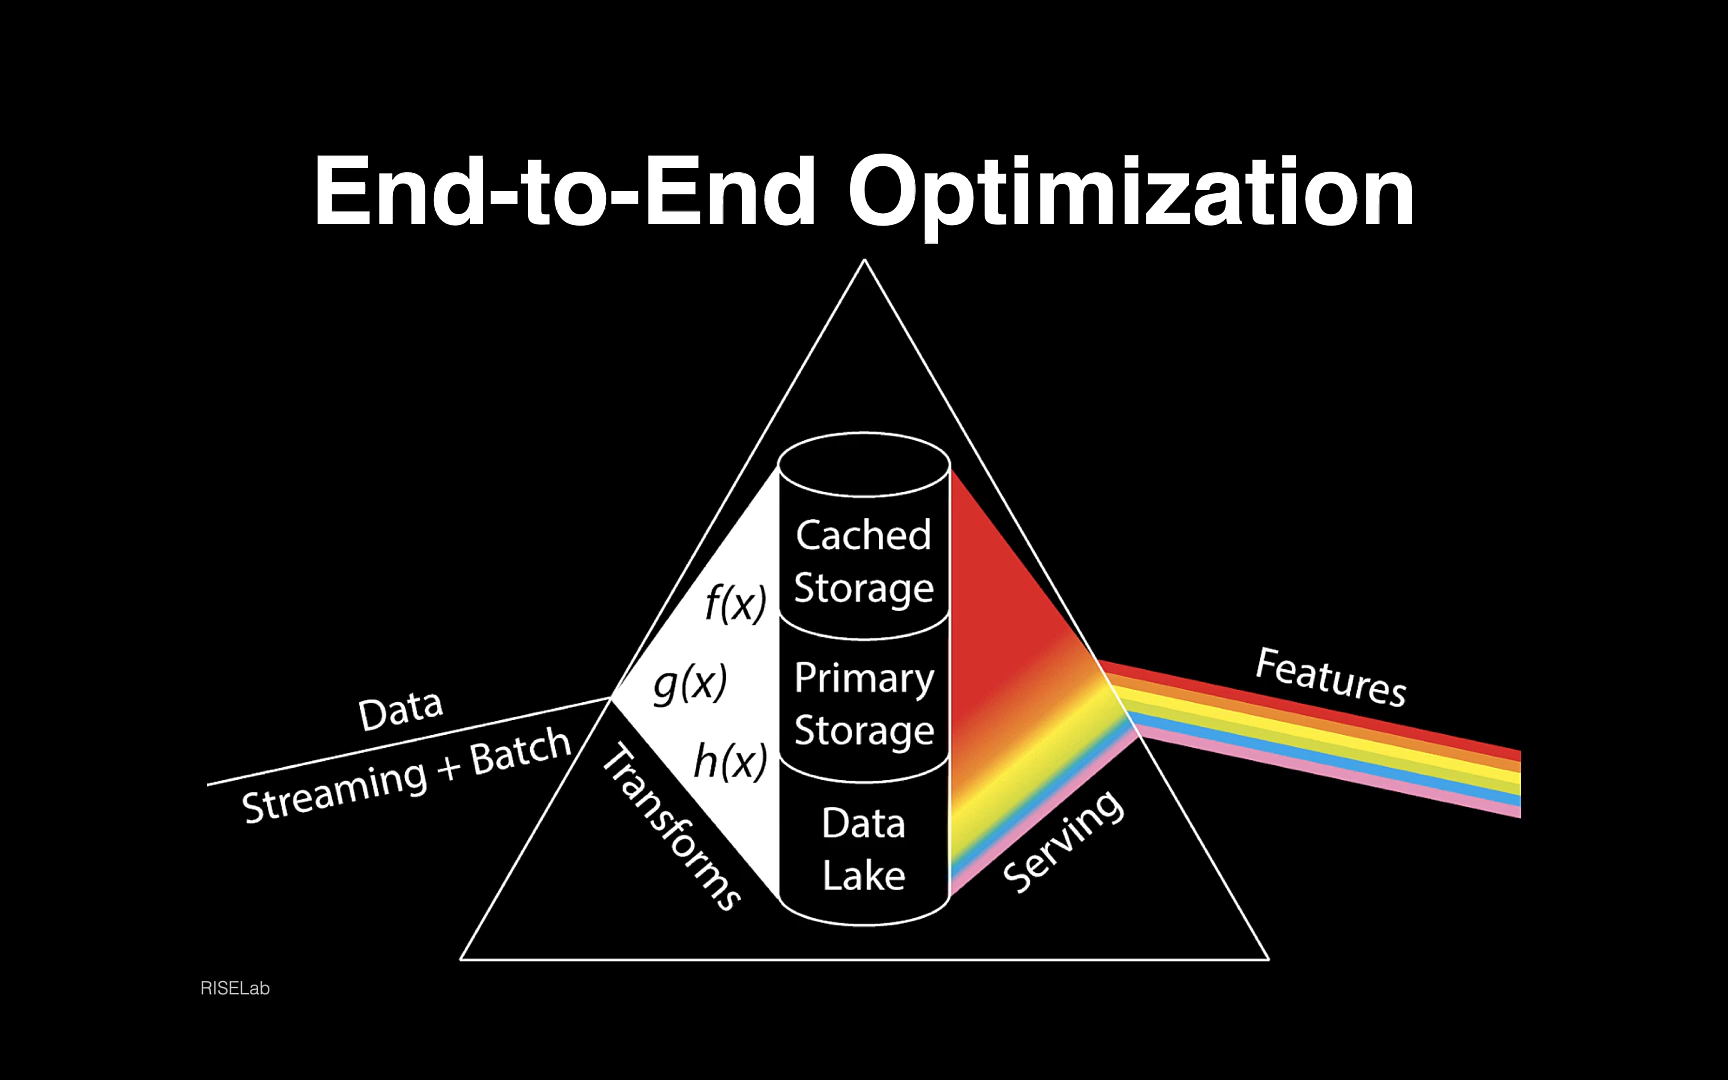 End-to-End Optimization
Cached
Storage
f(x)
g(x)
Primary
Storage
h(x)
Data
Streaming + Batch
Transforms
Data
Lake
Serving
Features
RISELab